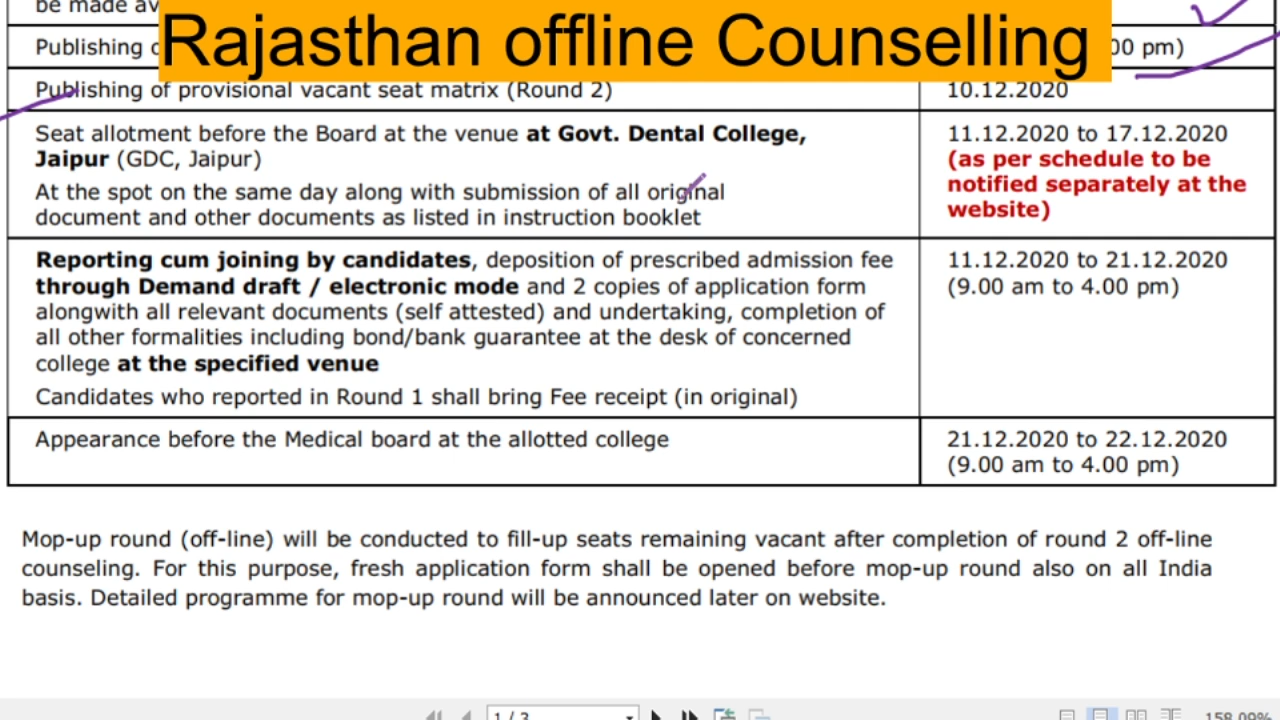 be made av
Rajasthan offline Counselling
Publishing
00 pm)
Publishing of provisional vacant seat matrix (Round 2)
10.12.2020
Seat allotment before the Board at the venue at Govt. Dental College,
Jaipur (GDC, Jaipur)
At the spot on the same day along with submission of all original
document and other documents as listed in instruction booklet
11.12.2020 to 17.12.2020
(as per schedule to be
notified separately at the
website)
Reporting cum joining by candidates, deposition of prescribed admission fee
through Demand draft / electronic mode and 2 copies of application form
alongwith all relevant documents (self attested) and undertaking, completion of
all other formalities including bond/bank guarantee at the desk of concerned
college at the specified venue
Candidates who reported in Round 1 shall bring Fee receipt (in original)
11.12.2020 to 21.12.2020
(9.00 am to 4.00 pm)
Appearance before the Medical board at the allotted college
21.12.2020 to 22.12.2020
(9.00 am to 4.00 pm)
Mop-up round (off-line) will be conducted to fill-up seats remaining vacant after completion of round 2 off-line
counseling. For this purpose, fresh application form shall be opened before mop-up round also on all India
basis. Detailed programme for mop-up round will be announced later on website.
1 / 3
158.09%